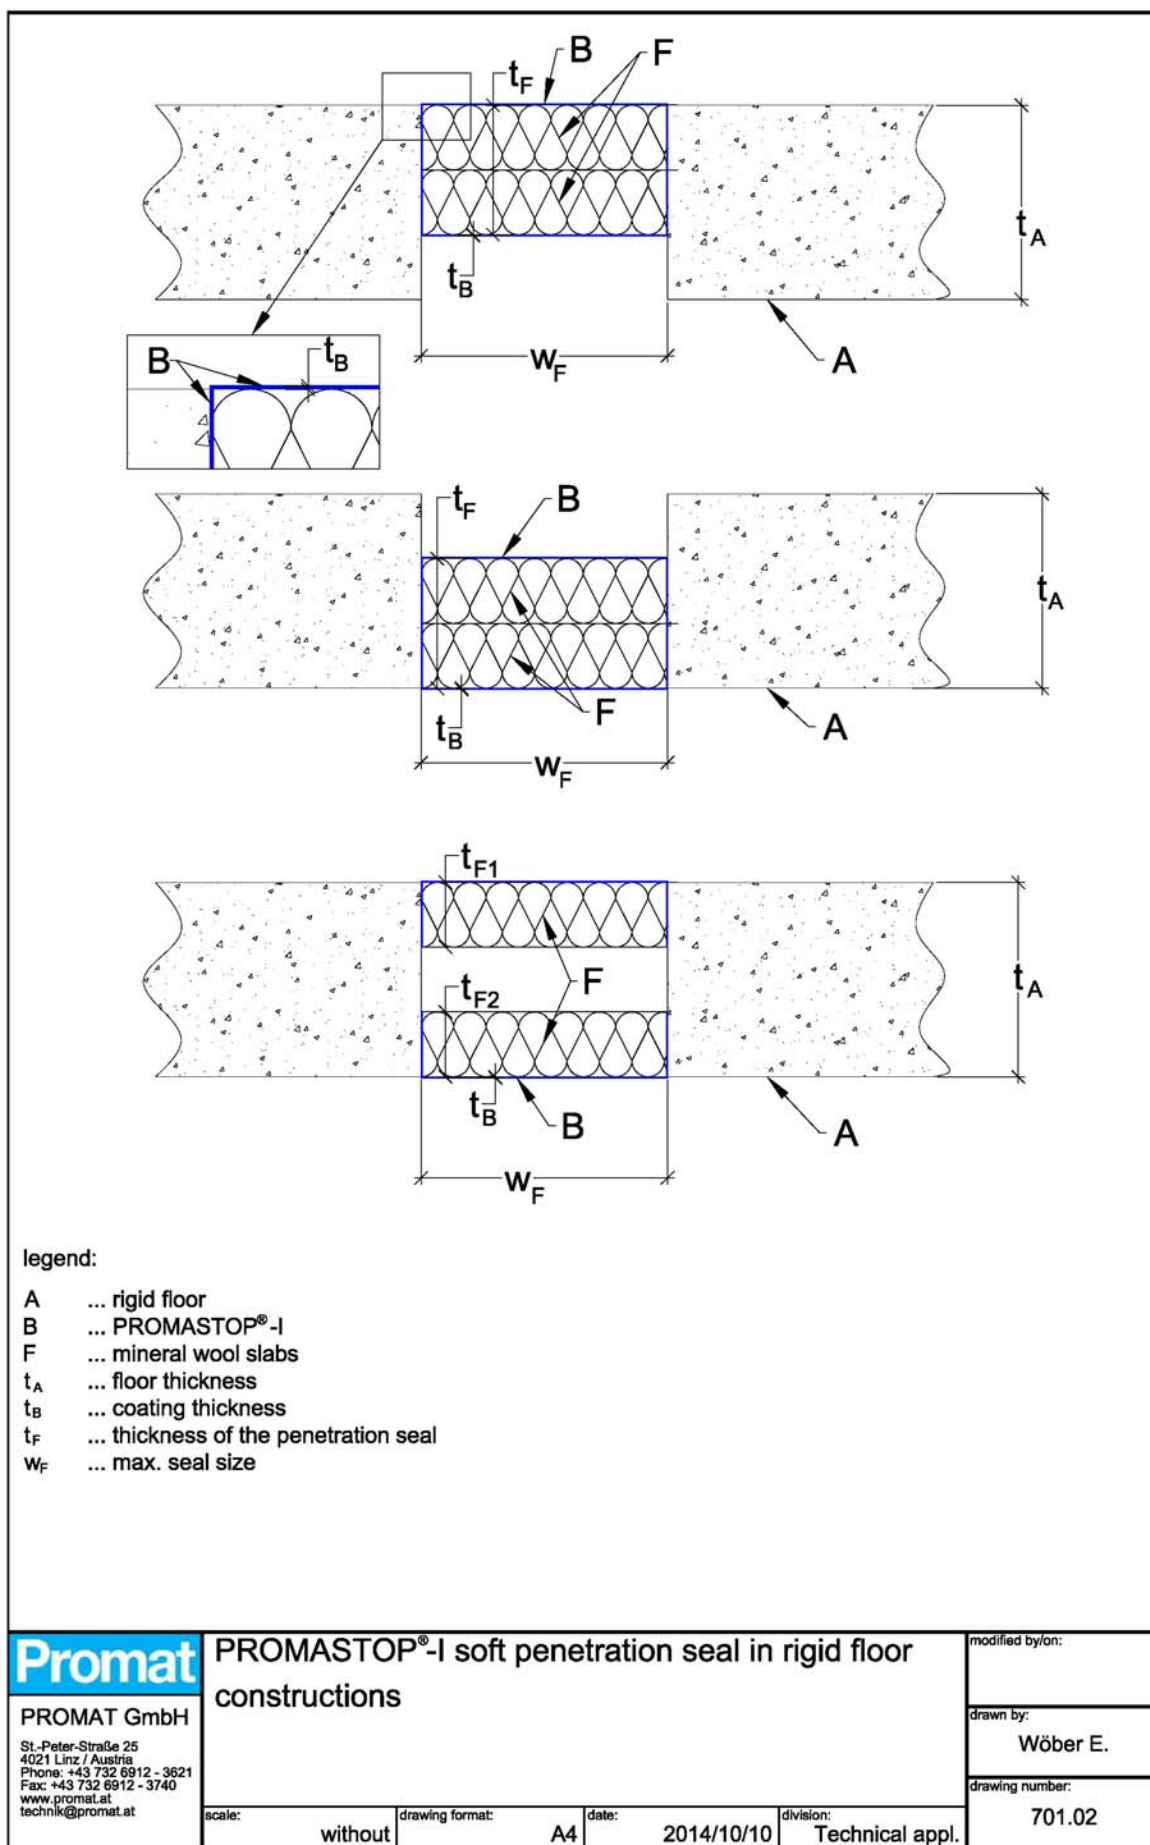 B
F
tF
tB
tA
wF
A
B
tB
tF
B
tA
F
tB
A
wF
tF1
F
tF2
tA
tB
B
A
wF
legend:
A ... rigid floor
B ... PROMASTOP®-I
F ... mineral wool slabs
tA ... floor thickness
tB ... coating thickness
tF ... thickness of the penetration seal
wF ... max. seal size
Promat
PROMAT GmbH
St.-Peter-Straße 25
4021 Linz / Austria
Phone: +43 732 6912 - 3621
Fax: +43 732 6912 - 3740
www.promat.at
technik@promat.at
PROMASTOP®-I soft penetration seal in rigid floor
constructions
scale:
without
drawing format:
A4
date:
2014/10/10
division:
Technical appl.
modified by/on:
drawn by:
Wöber E.
drawing number:
701.02